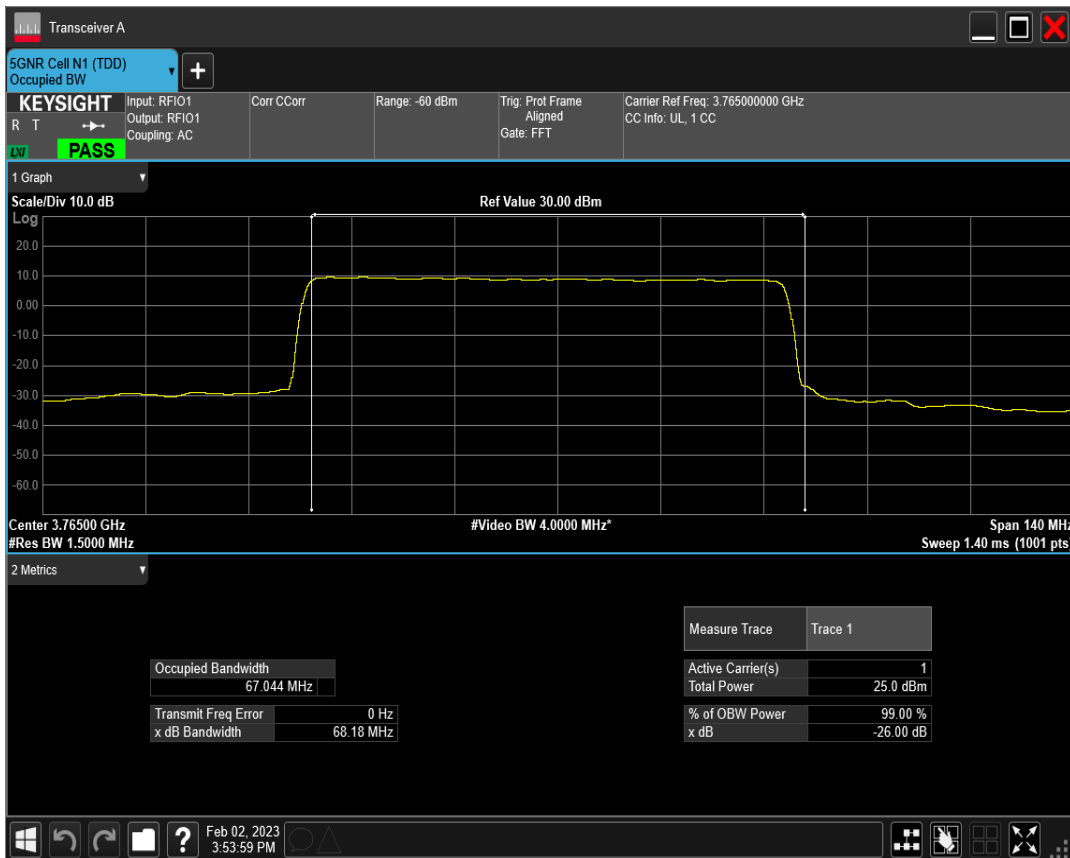 Transceiver A
5GNR Cell N1 (TDD)
Occupied BW
KEYSIGHT
R T
LXI
PASS
Input: RFIO1
Output: RFIO1
Coupling: AC
Corr CCorr
Range: -60 dBm
Trig: Prot Frame
Aligned
Gate: FFT
Carrier Ref Freq: 3.765000000 GHz
CC Info: UL, 1 CC
1 Graph
Scale/Div 10.0 dB
Ref Value 30.00 dBm
Log
20.0
10.0
0.00
-10.0
-20.0
-30.0
-40.0
-50.0
-60.0
Center 3.76500 GHz
#Video BW 4.0000 MHz*
Span 140 MHz
#Res BW 1.5000 MHz
Sweep 1.40 ms (1001 pts)
2 Metrics
Measure Trace Trace 1
Occupied Bandwidth
67.044 MHz
Active Carrier(s) 1
Total Power 25.0 dBm
Transmit Freq Error 0 Hz
x dB Bandwidth 68.18 MHz
% of OBW Power 99.00 %
x dB -26.00 dB
?
Feb 02, 2023
3:53:59 PM